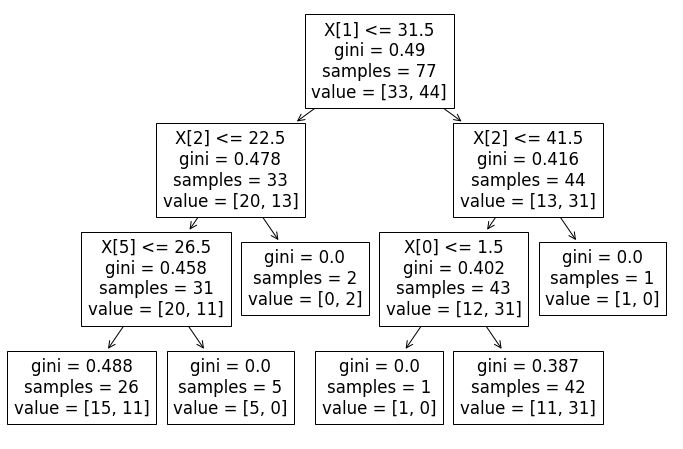 X[1] <= 31.5
gini = 0.49
samples = 77
value = [33, 44]
X[2] <= 22.5
gini = 0.478
samples = 33
value = [20, 13]
X[2] <= 41.5
gini = 0.416
samples = 44
value = [13, 31]
X[5] <= 26.5
gini = 0.458
samples = 31
value = [20, 11]
gini = 0.0
samples = 2
value = [0, 2]
X[0] <= 1.5
gini = 0.402
samples = 43
value = [12, 31]
gini = 0.0
samples = 1
value = [1, 0]
gini = 0.488
samples = 26
value = [15, 11]
gini = 0.0
samples = 5
value = [5, 0]
gini = 0.0
samples = 1
value = [1, 0]
gini = 0.387
samples = 42
value = [11, 31]